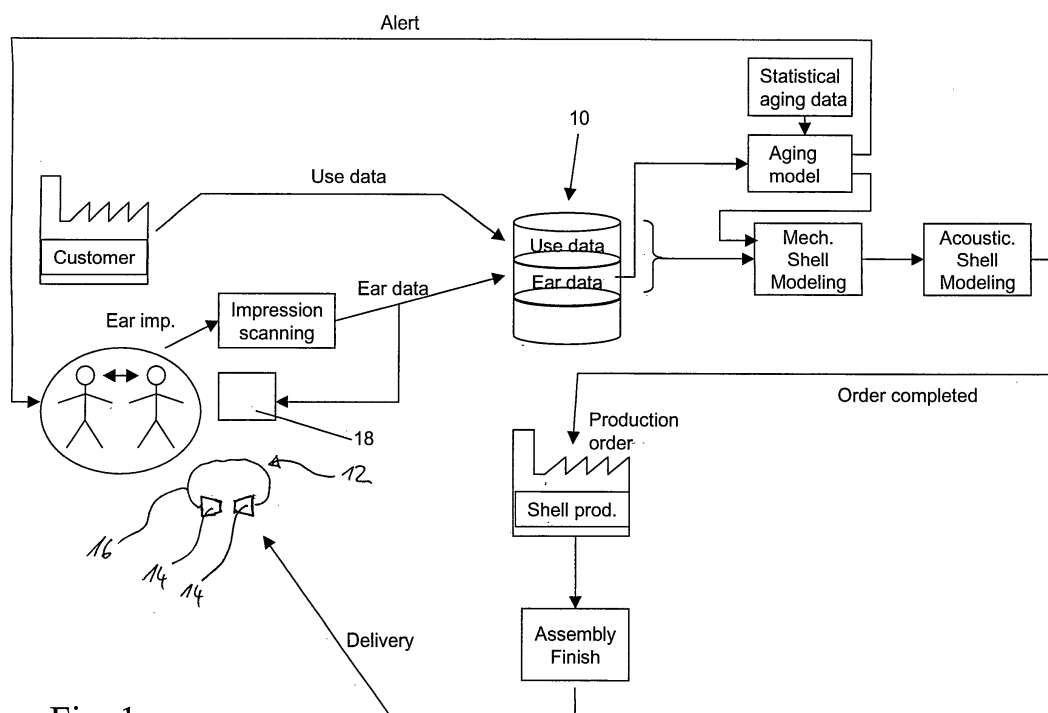 Alert
Statistical
aging data
10
Aging
model
Use data
Customer
Use data
Mech.
Shell
Modeling
Acoustic.
Shell
Modeling
Ear data
Ear data
Impression
scanning
Ear imp.
Order completed
18
Production
order
12
Shell prod.
16
14
14
Assembly
Finish
Delivery